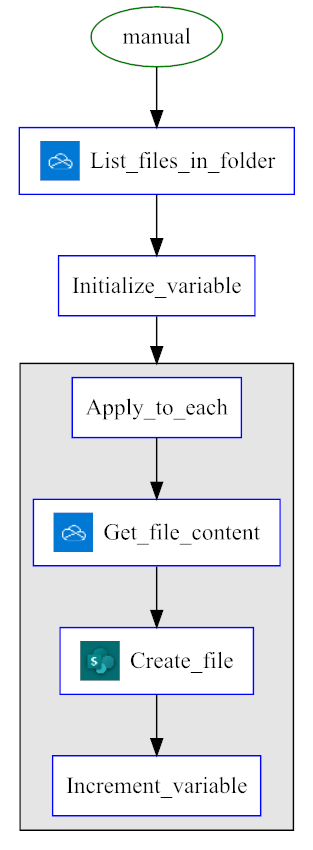 manual
List_files_in_folder
Initialize_variable
Apply_to_each
Get_file_content
Create_file
Increment_variable